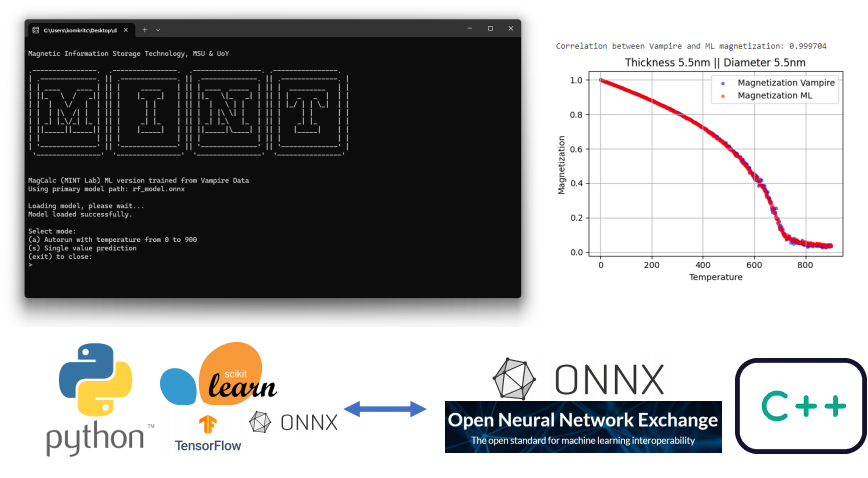 C:\Users\komkritc\Desktop\d
Magnetic Information Storage Technology, MSU & UoY
MINT
MagCalc (MINT Lab) ML version trained from Vampire Data
Using primary model path: rf_model.onnx
Loading model, please wait...
Model loaded successfully.
Select mode:
(a) Autorun with temperature from 0 to 900
(s) Single value prediction
(exit) to close:
>
Correlation between Vampire and ML magnetization: 0.999704
Thickness 5.5nm || Diameter 5.5nm
Magnetization Vampire
Magnetization ML
1.0
0.8
0.6
0.4
0.2
0.0
Magnetization
0 200 400 600 800
Temperature
python™
scikit
learn
TensorFlow
ONNX
ONNX
Open Neural Network Exchange
The open standard for machine learning interoperability
C++